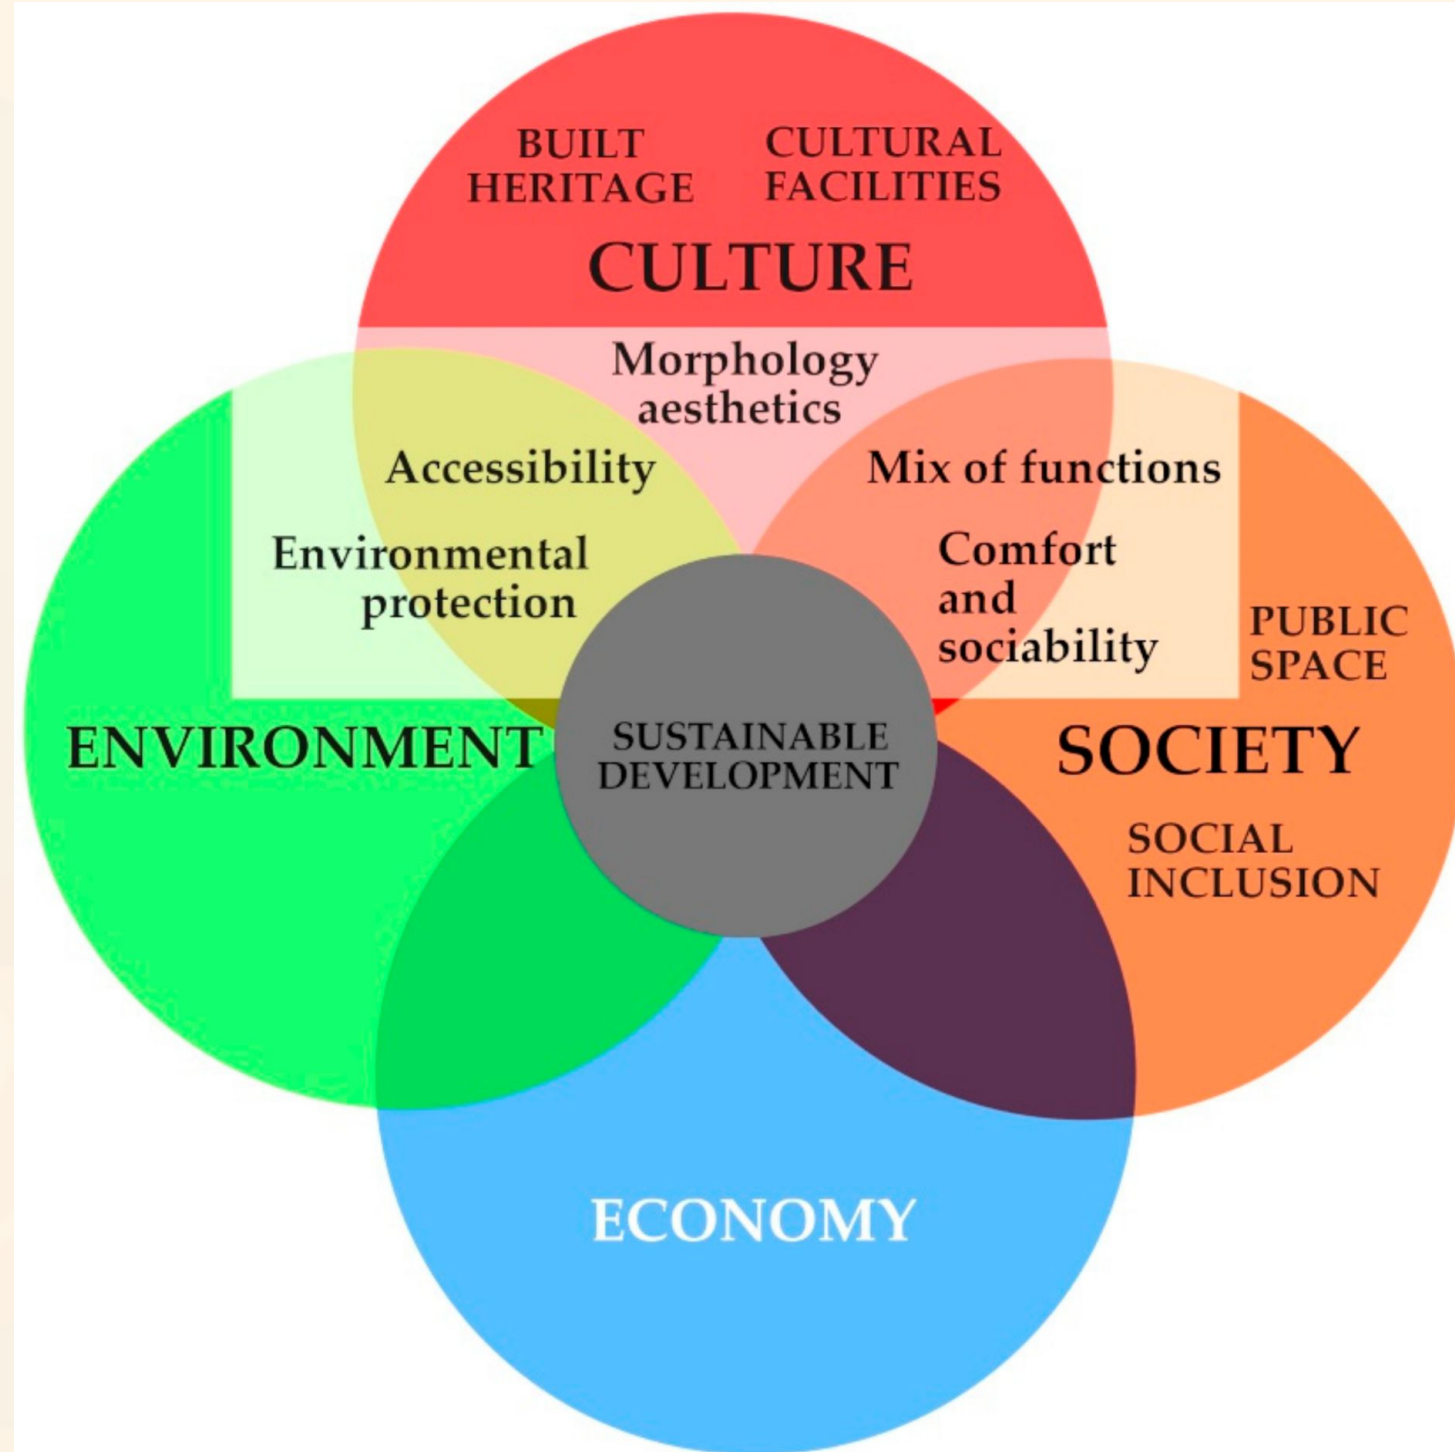 BUILT
HERITAGE
CULTURAL
FACILITIES
CULTURE
Morphology
aesthetics
Accessibility
Mix of functions
Environmental
protection
Comfort
and
sociability
PUBLIC
SPACE
ENVIRONMENT
SUSTAINABLE
DEVELOPMENT
SOCIETY
SOCIAL
INCLUSION
ECONOMY